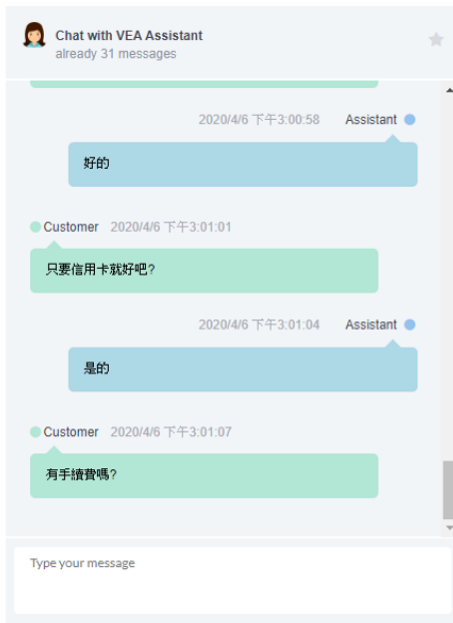 Chat with VEA Assistant
already 31 messages
2020/4/6 下午3:00:58 Assistant
好的
Customer 2020/4/6 下午3:01:01
只要信用卡就好吧?
2020/4/6 下午3:01:04 Assistant
是的
Customer 2020/4/6 下午3:01:07
有手續費嗎?
Type your message